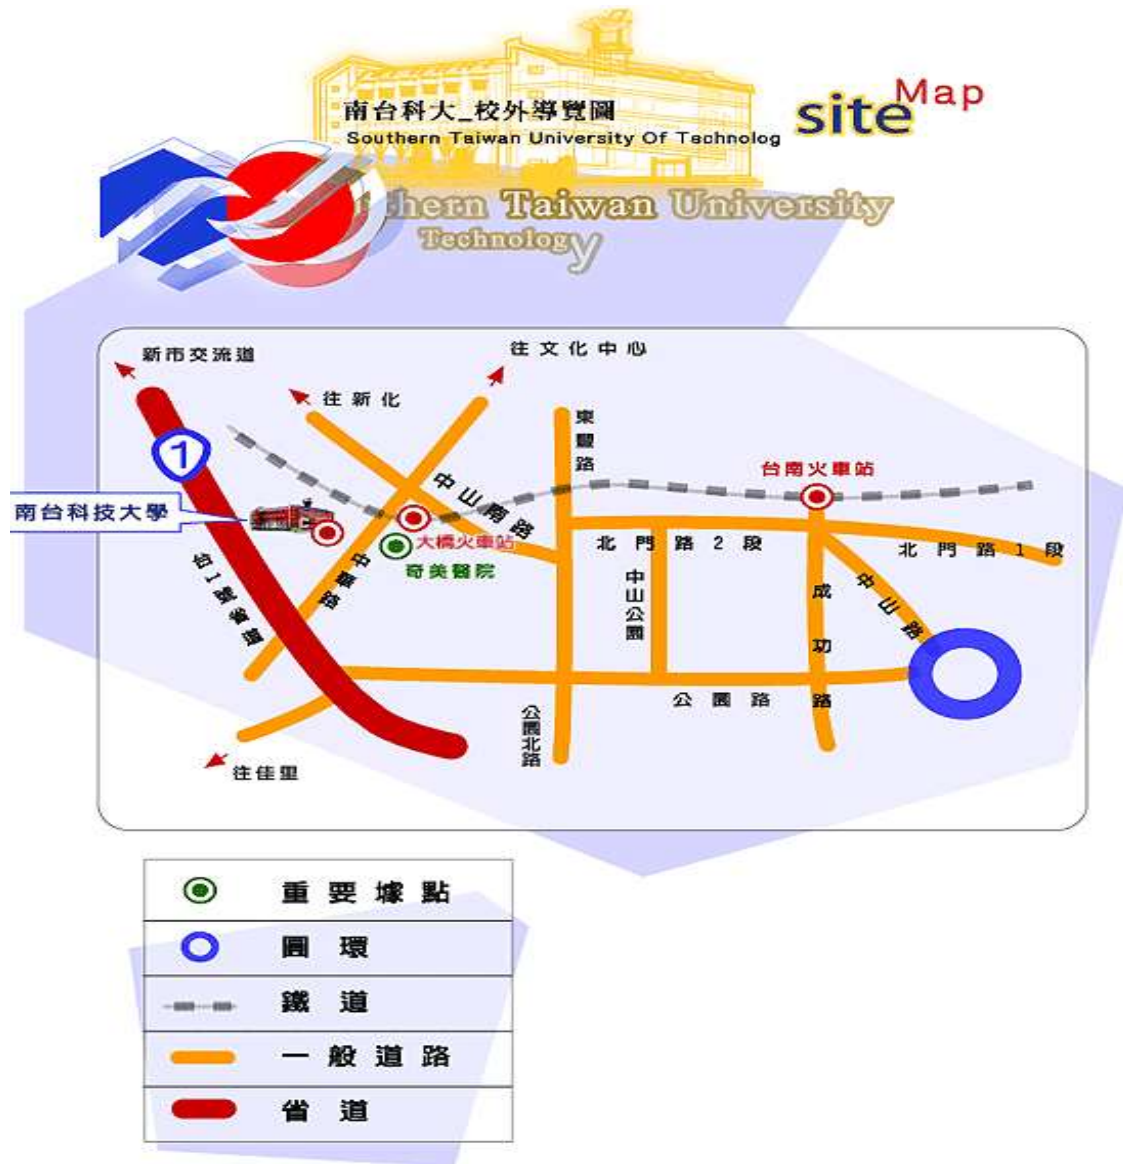 南台科大_校外導覽圖
Southern Taiwan University Of Tachnolog
site Map
thern Taiwan University
Technology
y
新市交流道
往文化中心
往新化
東豐路
1
中山南路
台南火車站
南台科技大學
大橋火車站
奇美醫院
北門路2段
北門路1段
中華路
台1號省道
中山公園
成功路
中山路
公園路
公園北路
往佳里
重要據點
圓環
鐵道
一般道路
省道